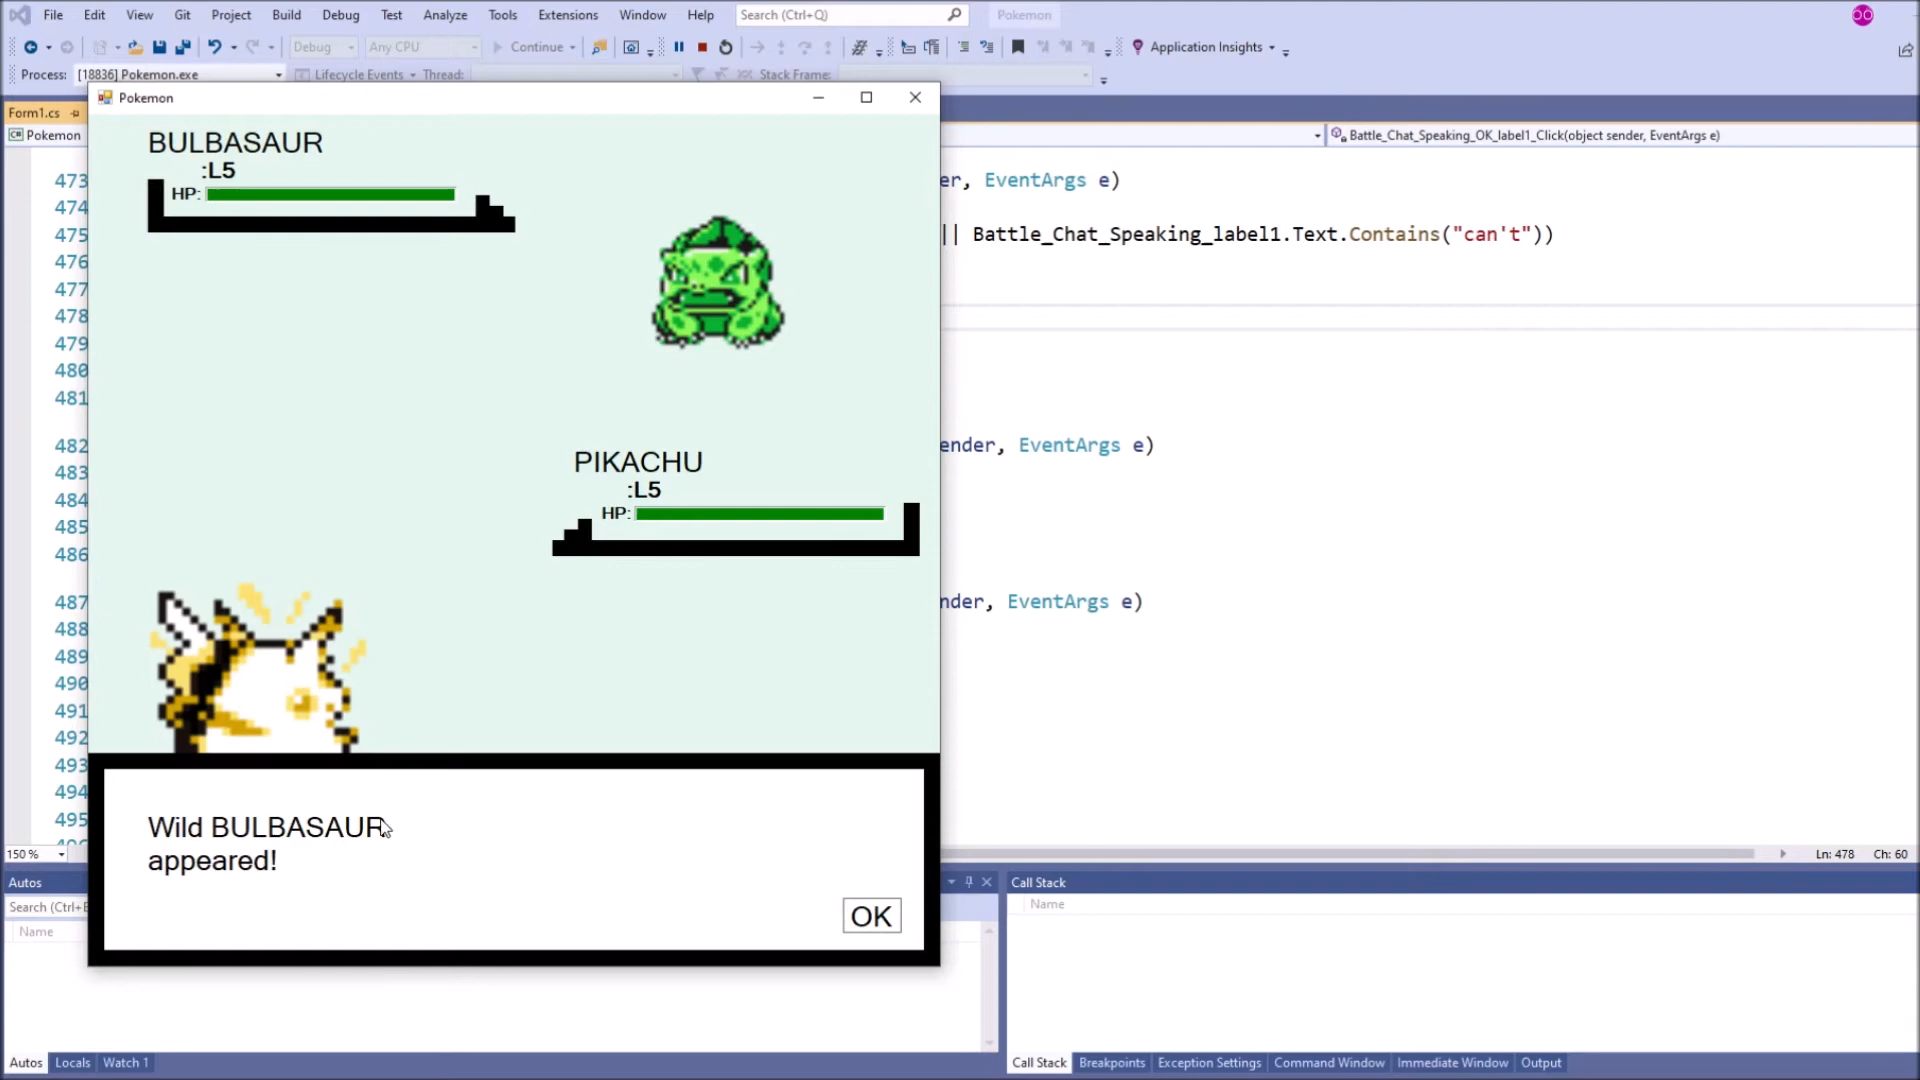 File Edit View Git Project Build Debug Test Analyze Tools Extensions Window Help Search (Ctrl+Q) Pokemon
Debug Any CPU Continue Application Insights
Process: [18836] Pokemon.exe Lifecycle Events Thread: Stack Frame:
Pokemon
Form1.cs
Pokemon Battle_Chat_Speaking_OK_label1_Click(object sender, EventArgs e)
BULBASAUR
:L5
HP:
PIKACHU
:L5
HP:
Wild BULBASAUR
appeared!
OK
473 er, EventArgs e)
474
475 || Battle_Chat_Speaking_label1.Text.Contains("can't"))
476
477
478
479
480
481
482 ender, EventArgs e)
483
484
485
486
487 nder, EventArgs e)
488
489
490
491
492
493
494
495
150 % Ln: 478 Ch: 60
Autos
Search (Ctrl+E
Name
Call Stack
Name
Autos Locals Watch 1
Call Stack Breakpoints Exception Settings Command Window Immediate Window Output